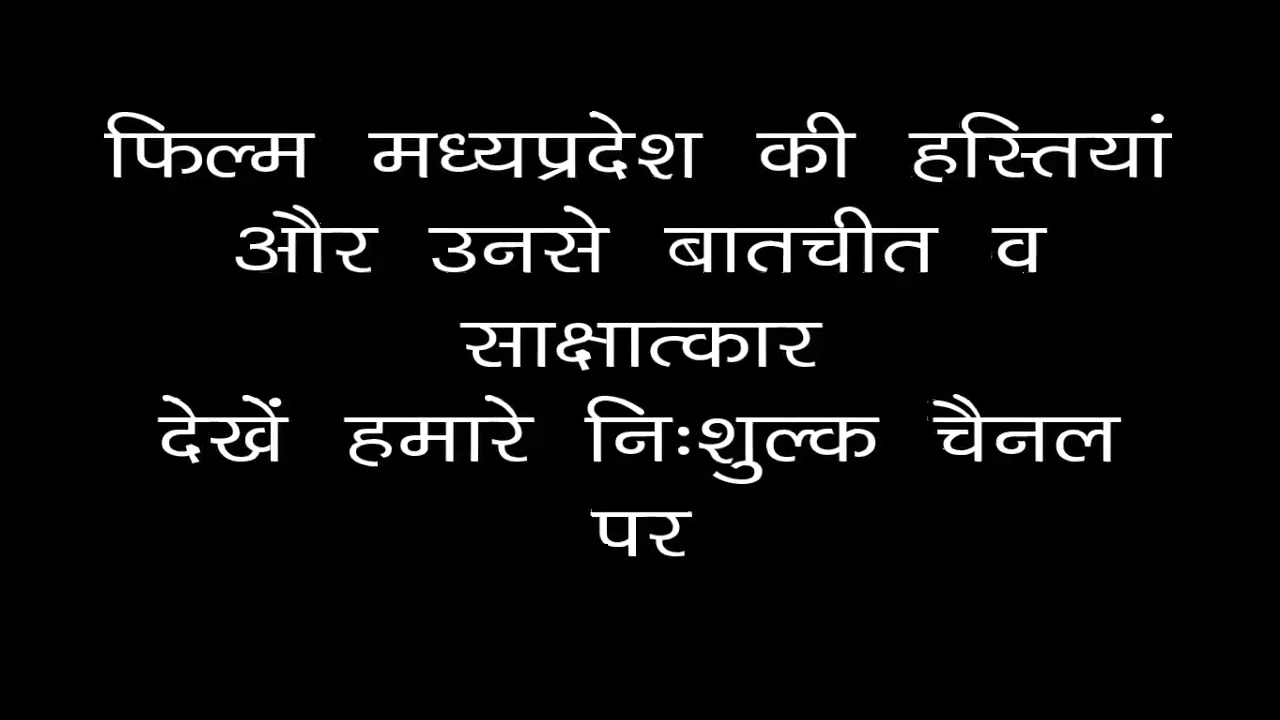 फिल्म मध्यप्रदेश की हस्तियां
और उनसे बातचीत व
साक्षात्कार
देखें हमारे निःशुल्क चैनल
पर